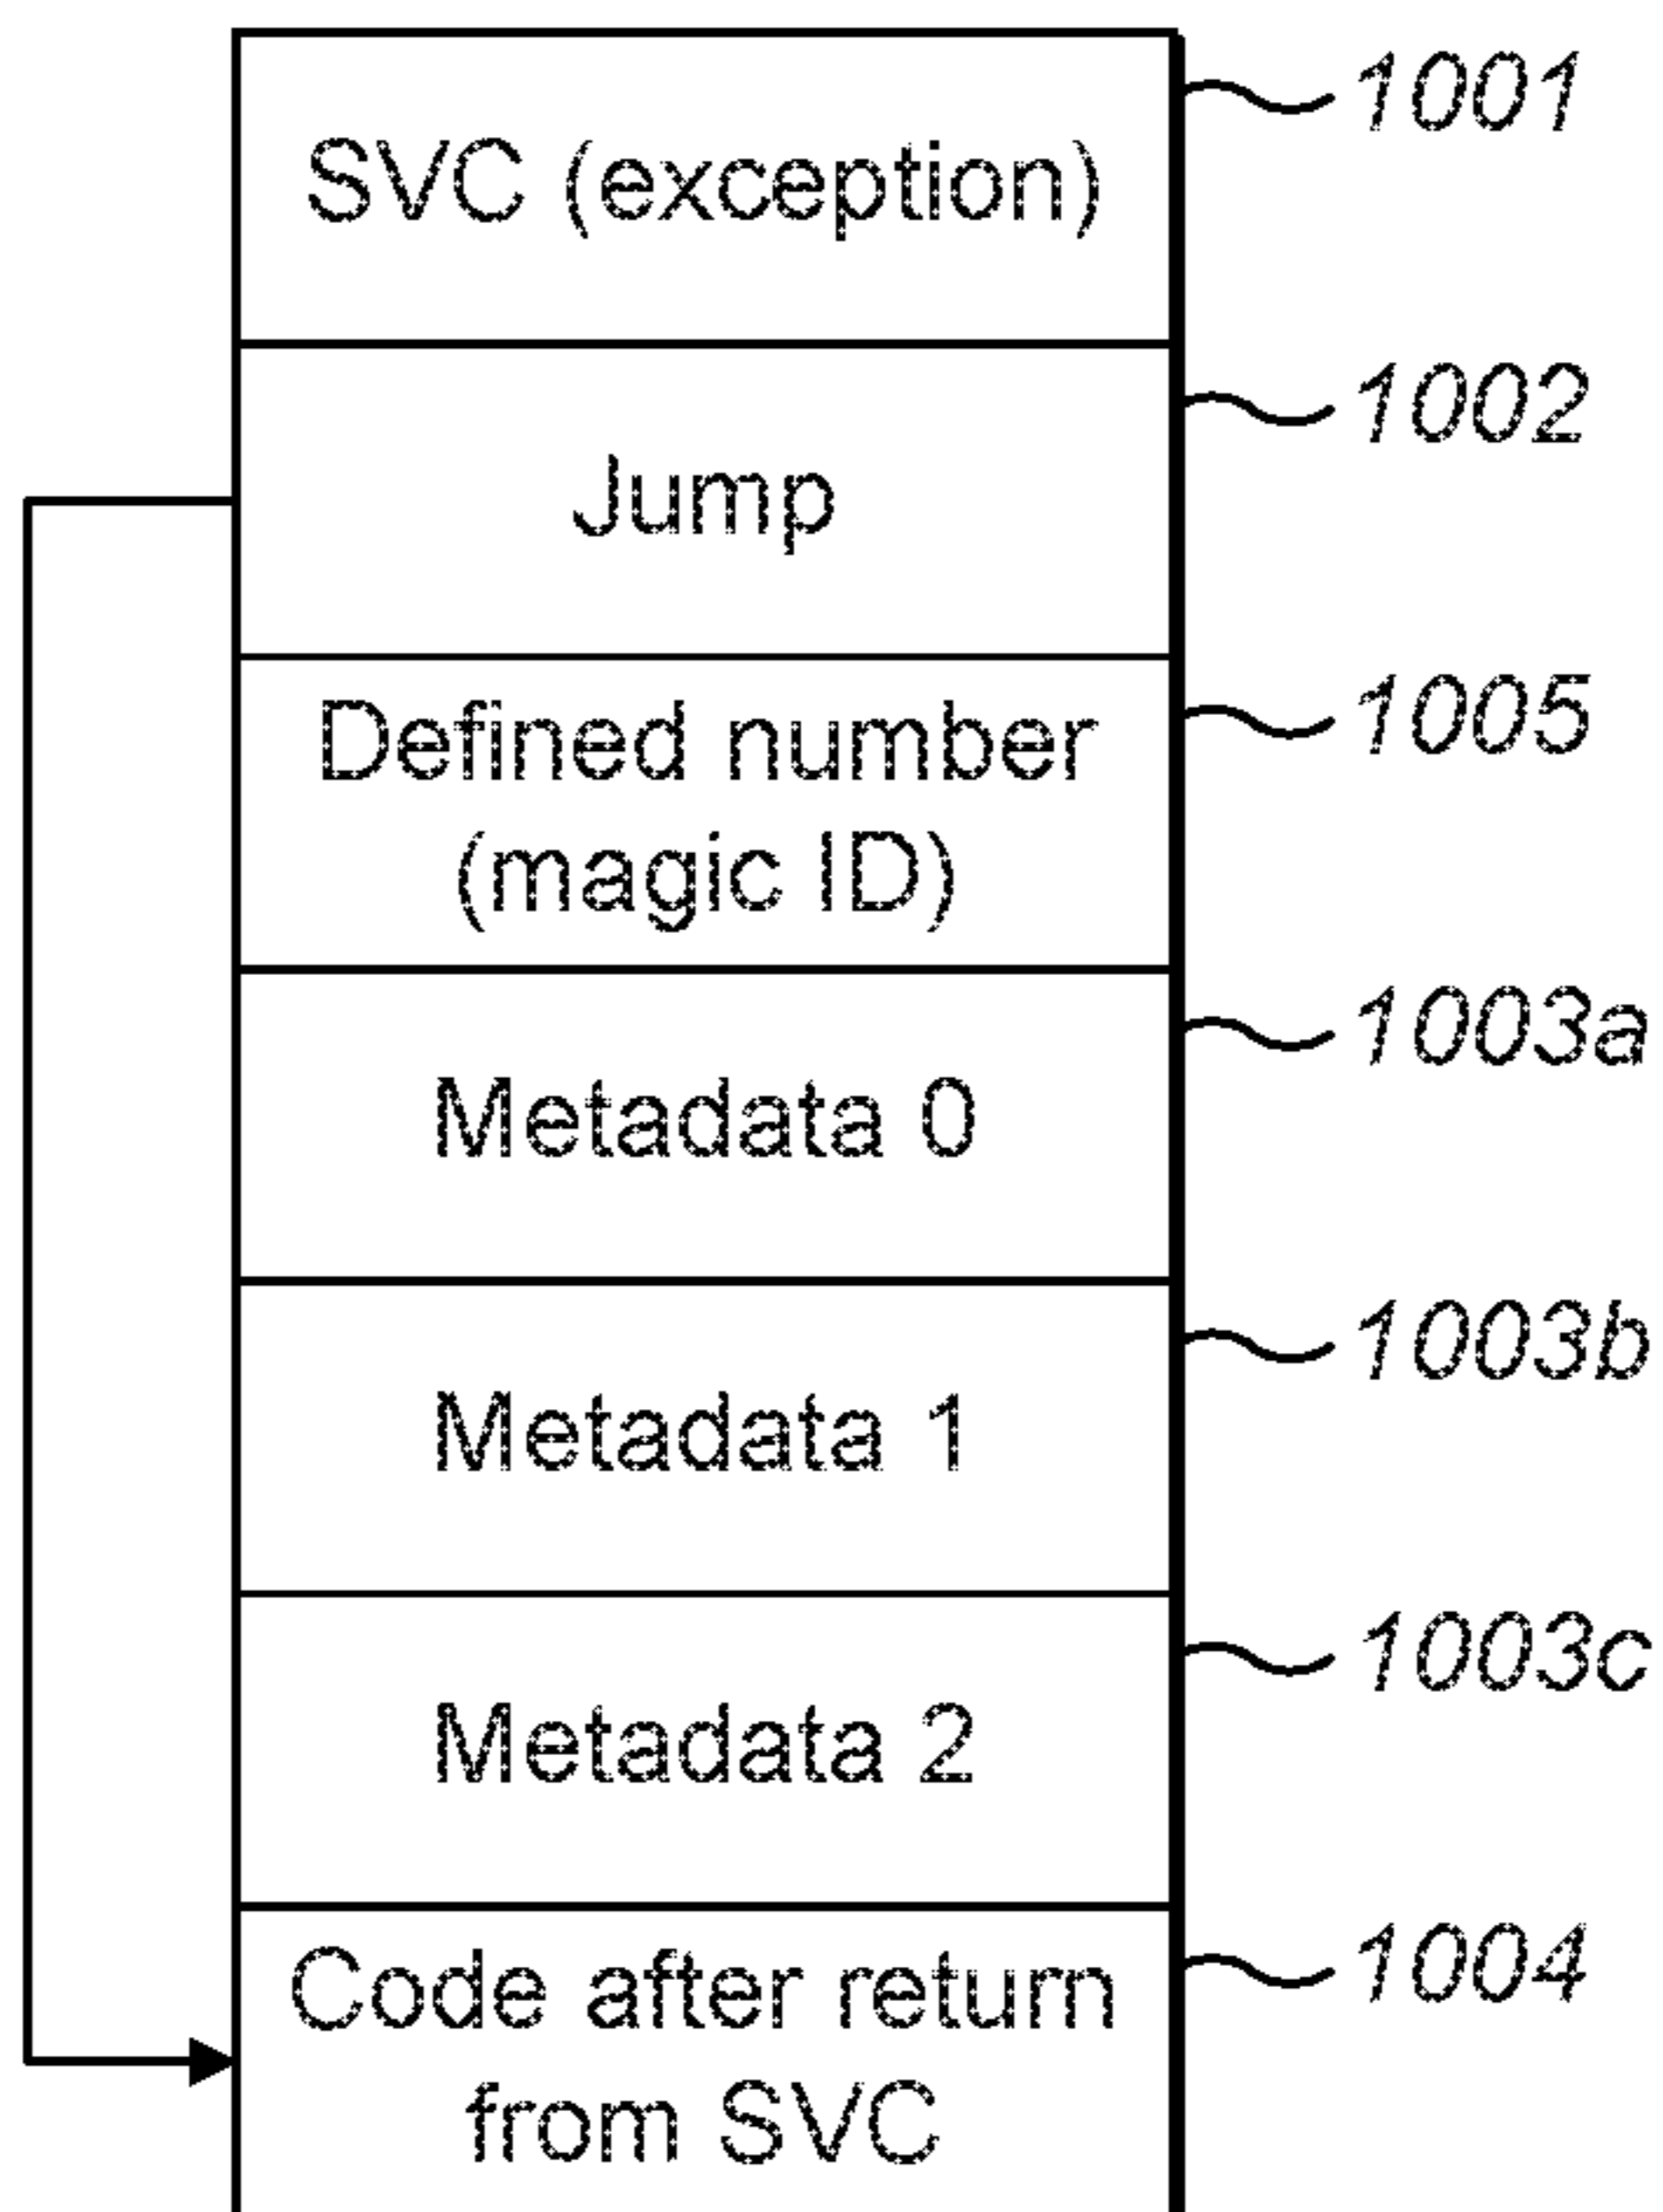 SVC (exception)
1001
Jump
1002
Defined number
(magic ID)
1005
Metadata 0
1003a
Metadata 1
1003b
Metadata 2
1003c
Code after return
from SVC
1004